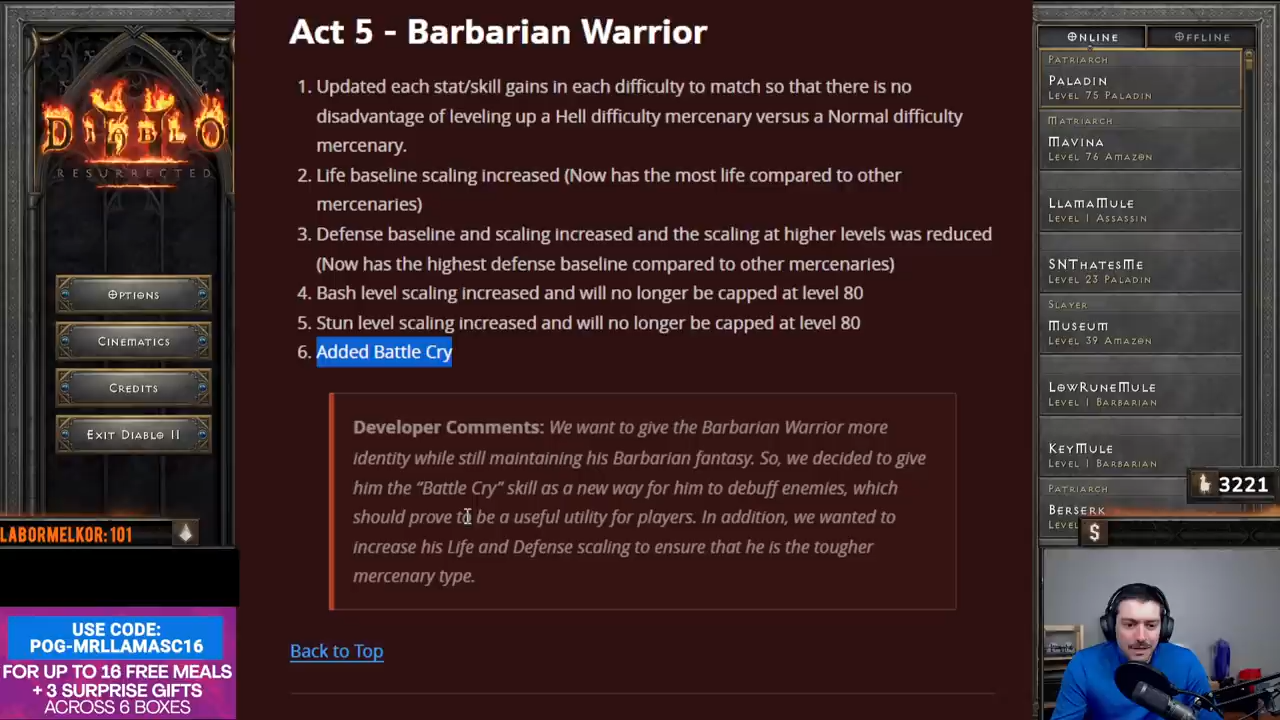 DIABLO II
RESURRECTED
OPTIONS
CINEMATICS
CREDITS
EXIT DIABLO II
LABORMELKOR: 101
USE CODE:
POG-MRLLAMASC16
FOR UP TO 16 FREE MEALS
+ 3 SURPRISE GIFTS
ACROSS 6 BOXES
Act 5 - Barbarian Warrior
1. Updated each stat/skill gains in each difficulty to match so that there is no
disadvantage of leveling up a Hell difficulty mercenary versus a Normal difficulty
mercenary.
2. Life baseline scaling increased (Now has the most life compared to other
mercenaries)
3. Defense baseline and scaling increased and the scaling at higher levels was reduced
(Now has the highest defense baseline compared to other mercenaries)
4. Bash level scaling increased and will no longer be capped at level 80
5. Stun level scaling increased and will no longer be capped at level 80
6. Added Battle Cry
Developer Comments: We want to give the Barbarian Warrior more
identity while still maintaining his Barbarian fantasy. So, we decided to give
him the “Battle Cry” skill as a new way for him to debuff enemies, which
should prove to be a useful utility for players. In addition, we wanted to
increase his Life and Defense scaling to ensure that he is the tougher
mercenary type.
Back to Top
ONLINE
OFFLINE
PATRIARCH
PALADIN
LEVEL 75 PALADIN
MATRIARCH
MAVINA
LEVEL 76 AMAZON
LLAMAMULE
LEVEL 1 ASSASSIN
SNTHATESME
LEVEL 23 PALADIN
SLAYER
MUSEUM
LEVEL 39 AMAZON
LOWRUNEMULE
LEVEL 1 BARBARIAN
KEYMULE
LEVEL 1 BARBARIAN
PATRIARCH
BERSERK
LEVEL
3221
$